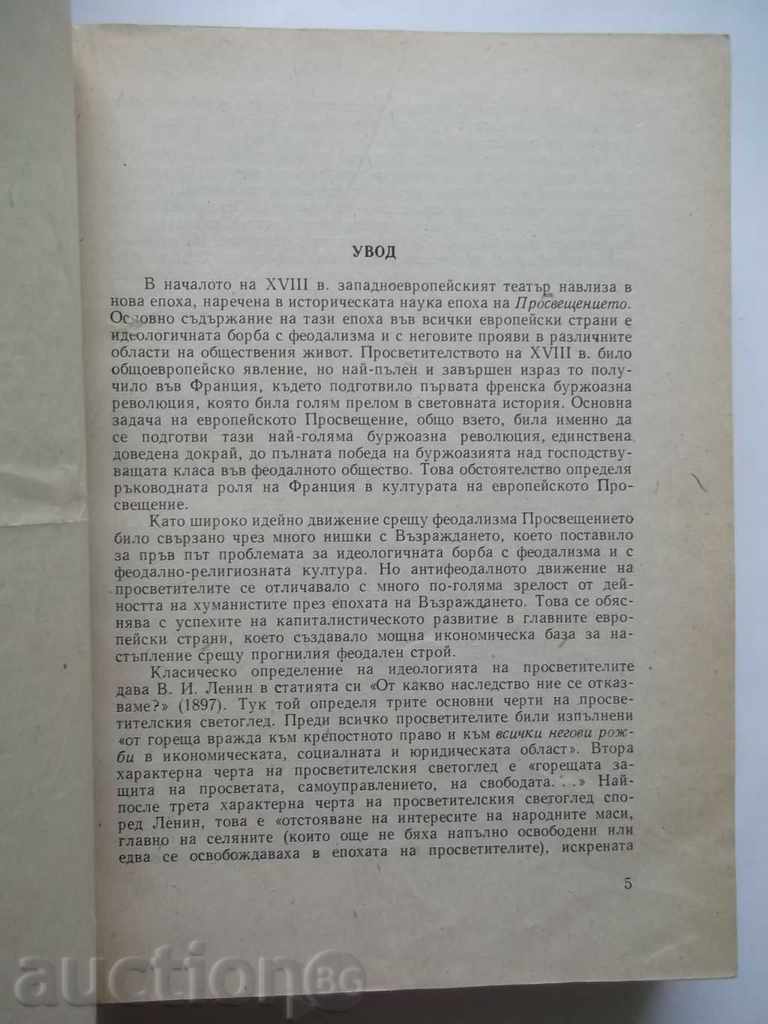 УВОД
В началото на XVIII в. западноевропейският театър навлиза в
нова епоха, наречена в историческата наука епоха на Просвещението.
Основно съдържание на тази епоха във всички европейски страни е
идеологичната борба с феодализма и с неговите прояви в различните
области на обществения живот. Просветителството на XVIII в. било
общоевропейско явление, но най-пълен и завършен израз то полу-
чило във Франция, където подготвило първата френска буржоазна
революция, която била голям прелом в световната история. Основна
задача на европейското Просвещение, общо взето, била именно да
се подготви тази най-голяма буржоазна революция, единствена
доведена докрай, до пълната победа на буржоазията над господству-
ващата класа във феодалното общество. Това обстоятелство определя
ръководната роля на Франция в културата на европейското Про-
свещение.
Като широко идейно движение срещу феодализма Просвещението
било свързано чрез много нишки с Възраждането, което поставило
за пръв път проблемата за идеологичната борба с феодализма и с
феодално-религиозната култура. Но антифеодалното движение на
просветителите се отличавало с много по-голяма зрелост от дей-
ността на хуманистите през епохата на Възраждането. Това се обяс-
нява с успехите на капиталистическото развитие в главните евро-
пейски страни, което създавало мощна икономическа база за на-
стъпление срещу прогнилия феодален строй.
Класическо определение на идеологията на просветителите
дава В. И. Ленин в статията си «От какво наследство ние се отказ-
ваме?» (1897). Тук той определя трите основни черти на просве-
тителския светоглед. Преди всичко просветителите били изпълнени
«от гореща вражда към крепостното право и към всички негови рож-
би в икономическата, социалната и юридическата област». Втора
характерна черта на просветителския светоглед е «горещата за-
щита на просветата, самоуправлението, на свободата. . .» Най-
после трета характерна черта на просветителския светоглед спо-
ред Ленин, това е «отстояване на интересите на народните маси,
главно на селяните (които още не бяха напълно освободени или
едва се освобождаваха в епохата на просветителите), искрената
5
auctionBG